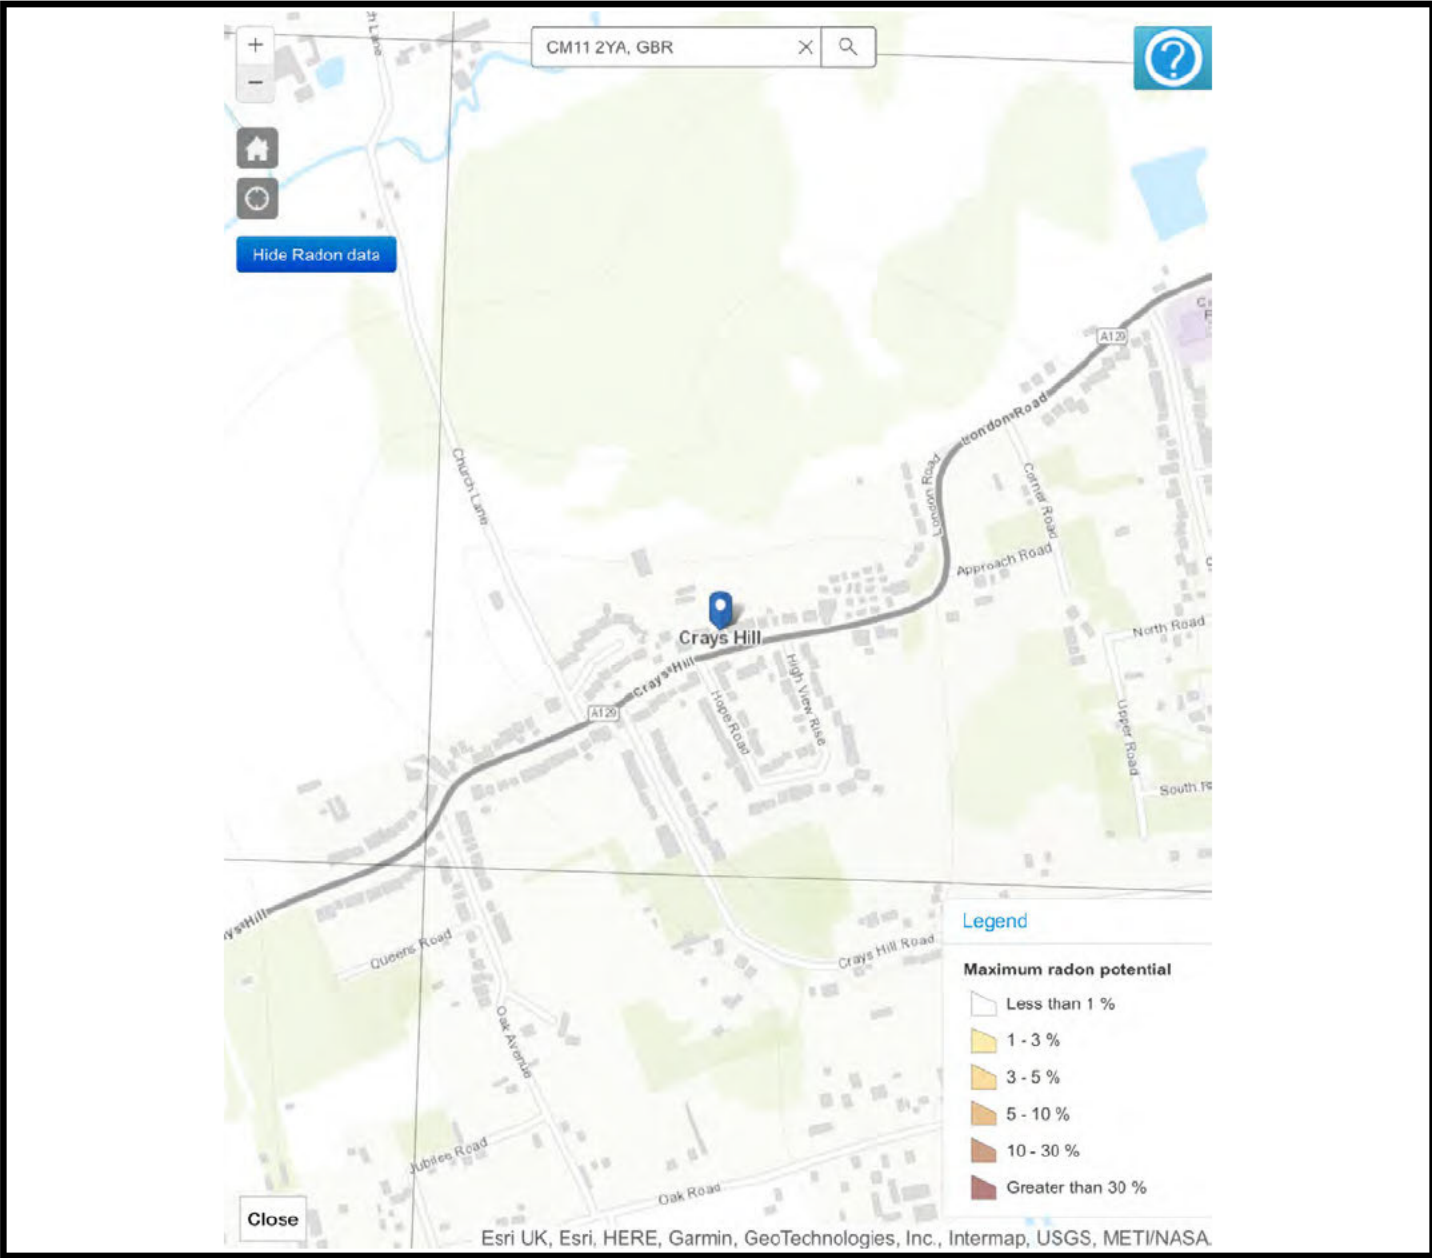 CM11 2YA, GBR
Hide Radon data
A129
London Road
London Road
Church Lane
Corner Road
Approach Road
North Road
Crays Hill
Crays Hill
High View Rise
Hope Road
A129
Upper Road
South R
ys Hill
Queens Road
Crays Hill Road
Oak Avenue
Jubilee Road
Oak Road
Legend
Maximum radon potential
Less than 1 %
1 - 3 %
3 - 5 %
5 - 10 %
10 - 30 %
Greater than 30 %
Close
Esri UK, Esri, HERE, Garmin, GeoTechnologies, Inc., Intermap, USGS, METI/NASA